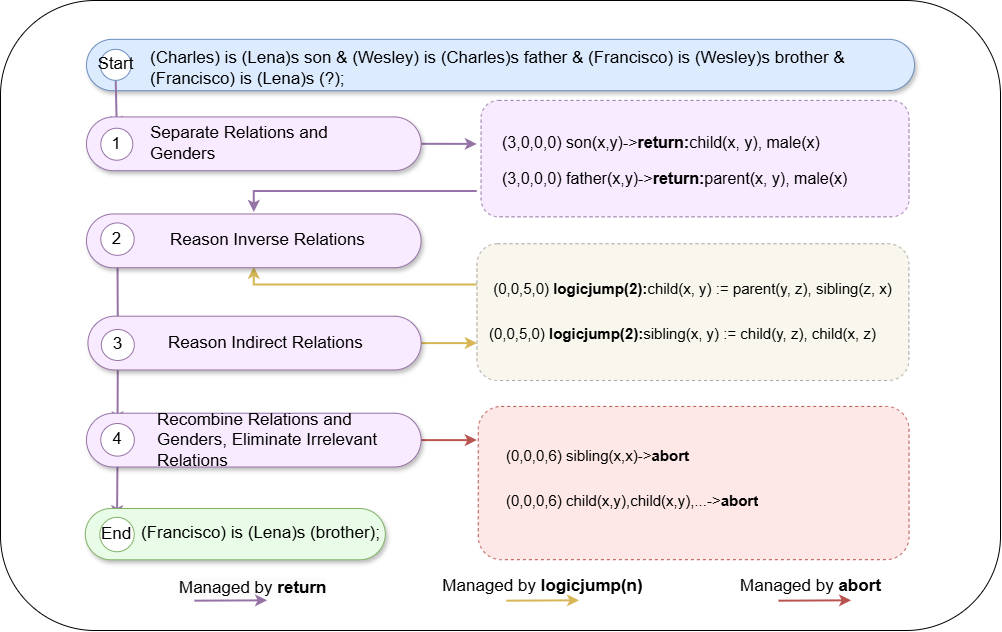 Start
(Charles) is (Lena)s son & (Wesley) is (Charles)s father & (Francisco) is (Wesley)s brother &
(Francisco) is (Lena)s (?);
1
Separate Relations and
Genders
(3,0,0,0) son(x,y)->return:child(x, y), male(x)
(3,0,0,0) father(x,y)->return:parent(x, y), male(x)
2
Reason Inverse Relations
(0,0,5,0) logicjump(2):child(x, y) := parent(y, z), sibling(z, x)
(0,0,5,0) logicjump(2):sibling(x, y) := child(y, z), child(x, z)
3
Reason Indirect Relations
4
Recombine Relations and
Genders, Eliminate Irrelevant
Relations
(0,0,0,6) sibling(x,x)->abort
(0,0,0,6) child(x,y),child(x,y),...->abort
End
(Francisco) is (Lena)s (brother);
Managed by return
Managed by logicjump(n)
Managed by abort